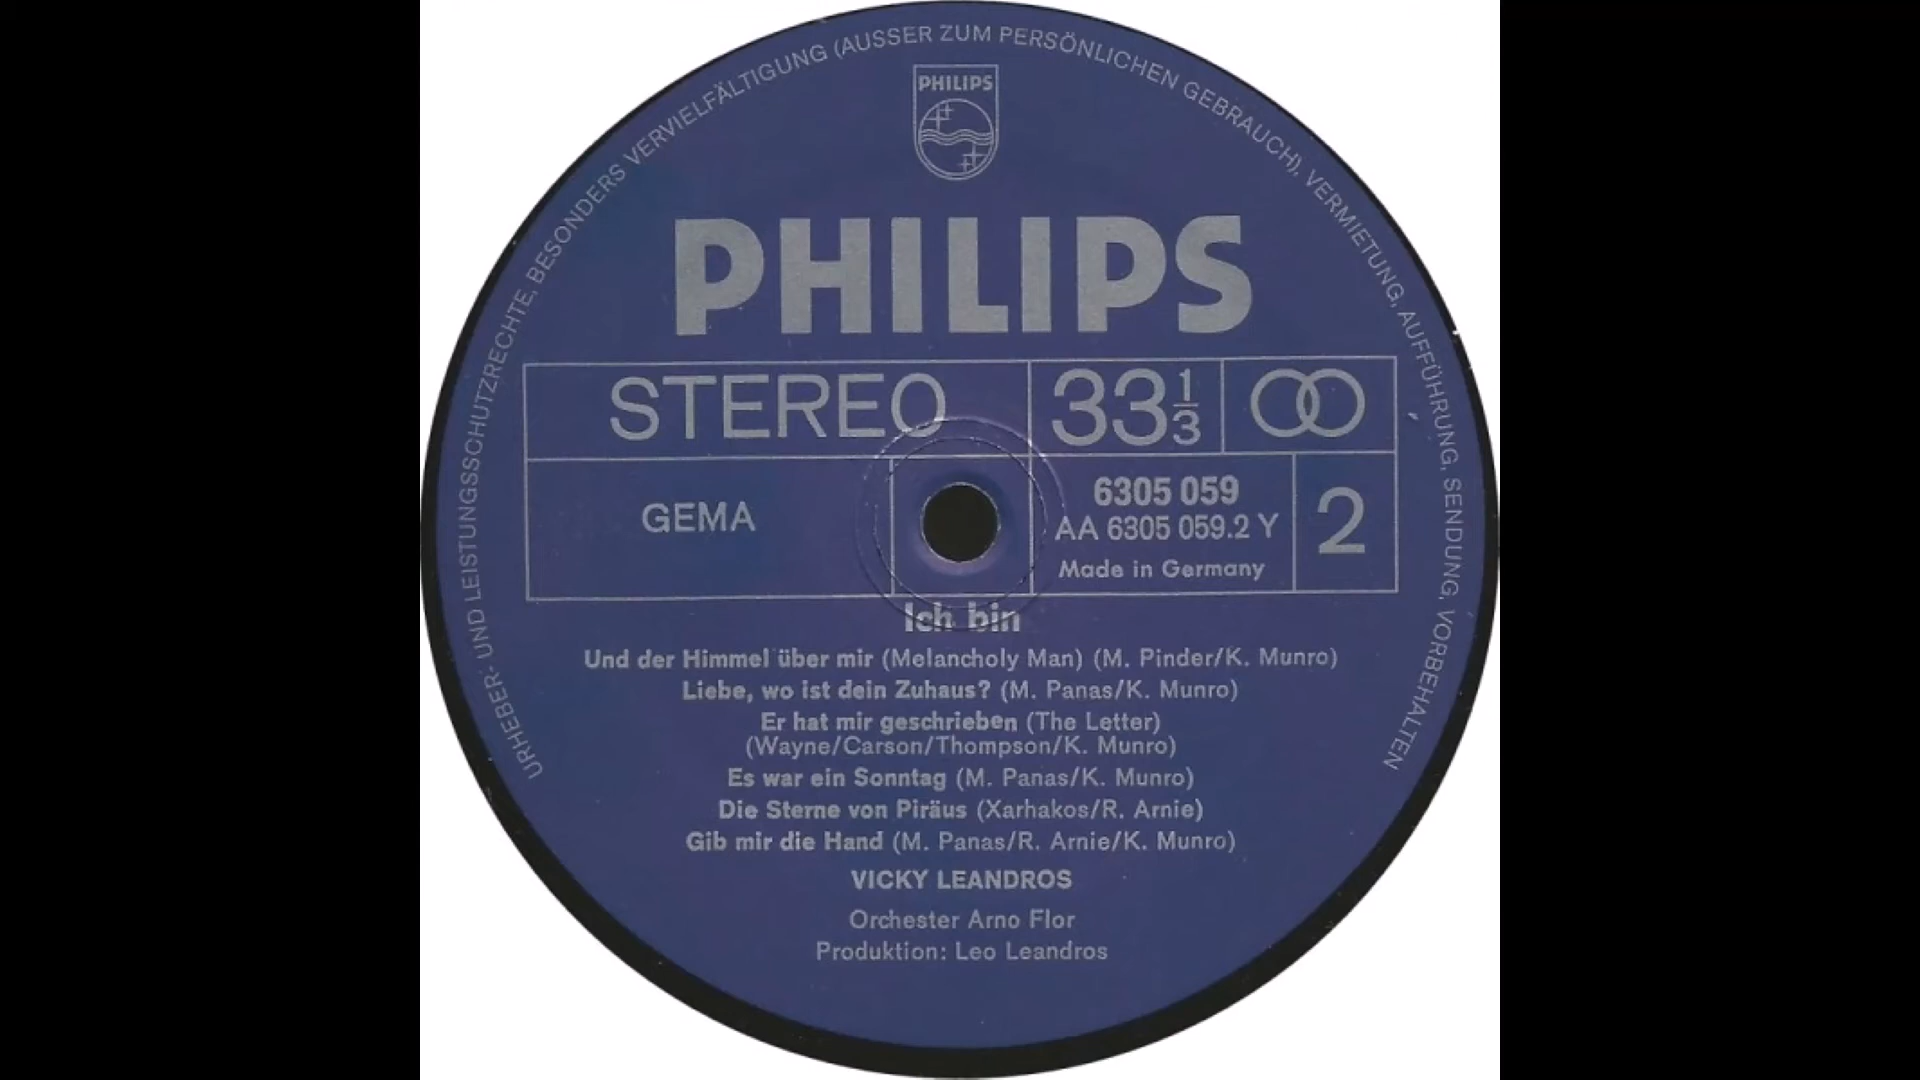 URHEBER- UND LEISTUNGSSCHUTZRECHTE, BESONDERS VERVIELFÄLTIGUNG (AUSSER ZUM PERSÖNLICHEN GEBRAUCH), VERMIETUNG, AUFFÜHRUNG, SENDUNG, VORBEHALTEN
PHILIPS
PHILIPS
STEREO
33 1/3
GEMA
6305 059
AA 6305 059.2 Y
Made in Germany
2
Ich bin
Und der Himmel über mir (Melancholy Man) (M. Pinder/K. Munro)
Liebe, wo ist dein Zuhaus? (M. Panas/K. Munro)
Er hat mir geschrieben (The Letter)
(Wayne/Carson/Thompson/K. Munro)
Es war ein Sonntag (M. Panas/K. Munro)
Die Sterne von Piräus (Xarhakos/R. Arnie)
Gib mir die Hand (M. Panas/R. Arnie/K. Munro)
VICKY LEANDROS
Orchester Arno Flor
Produktion: Leo Leandros